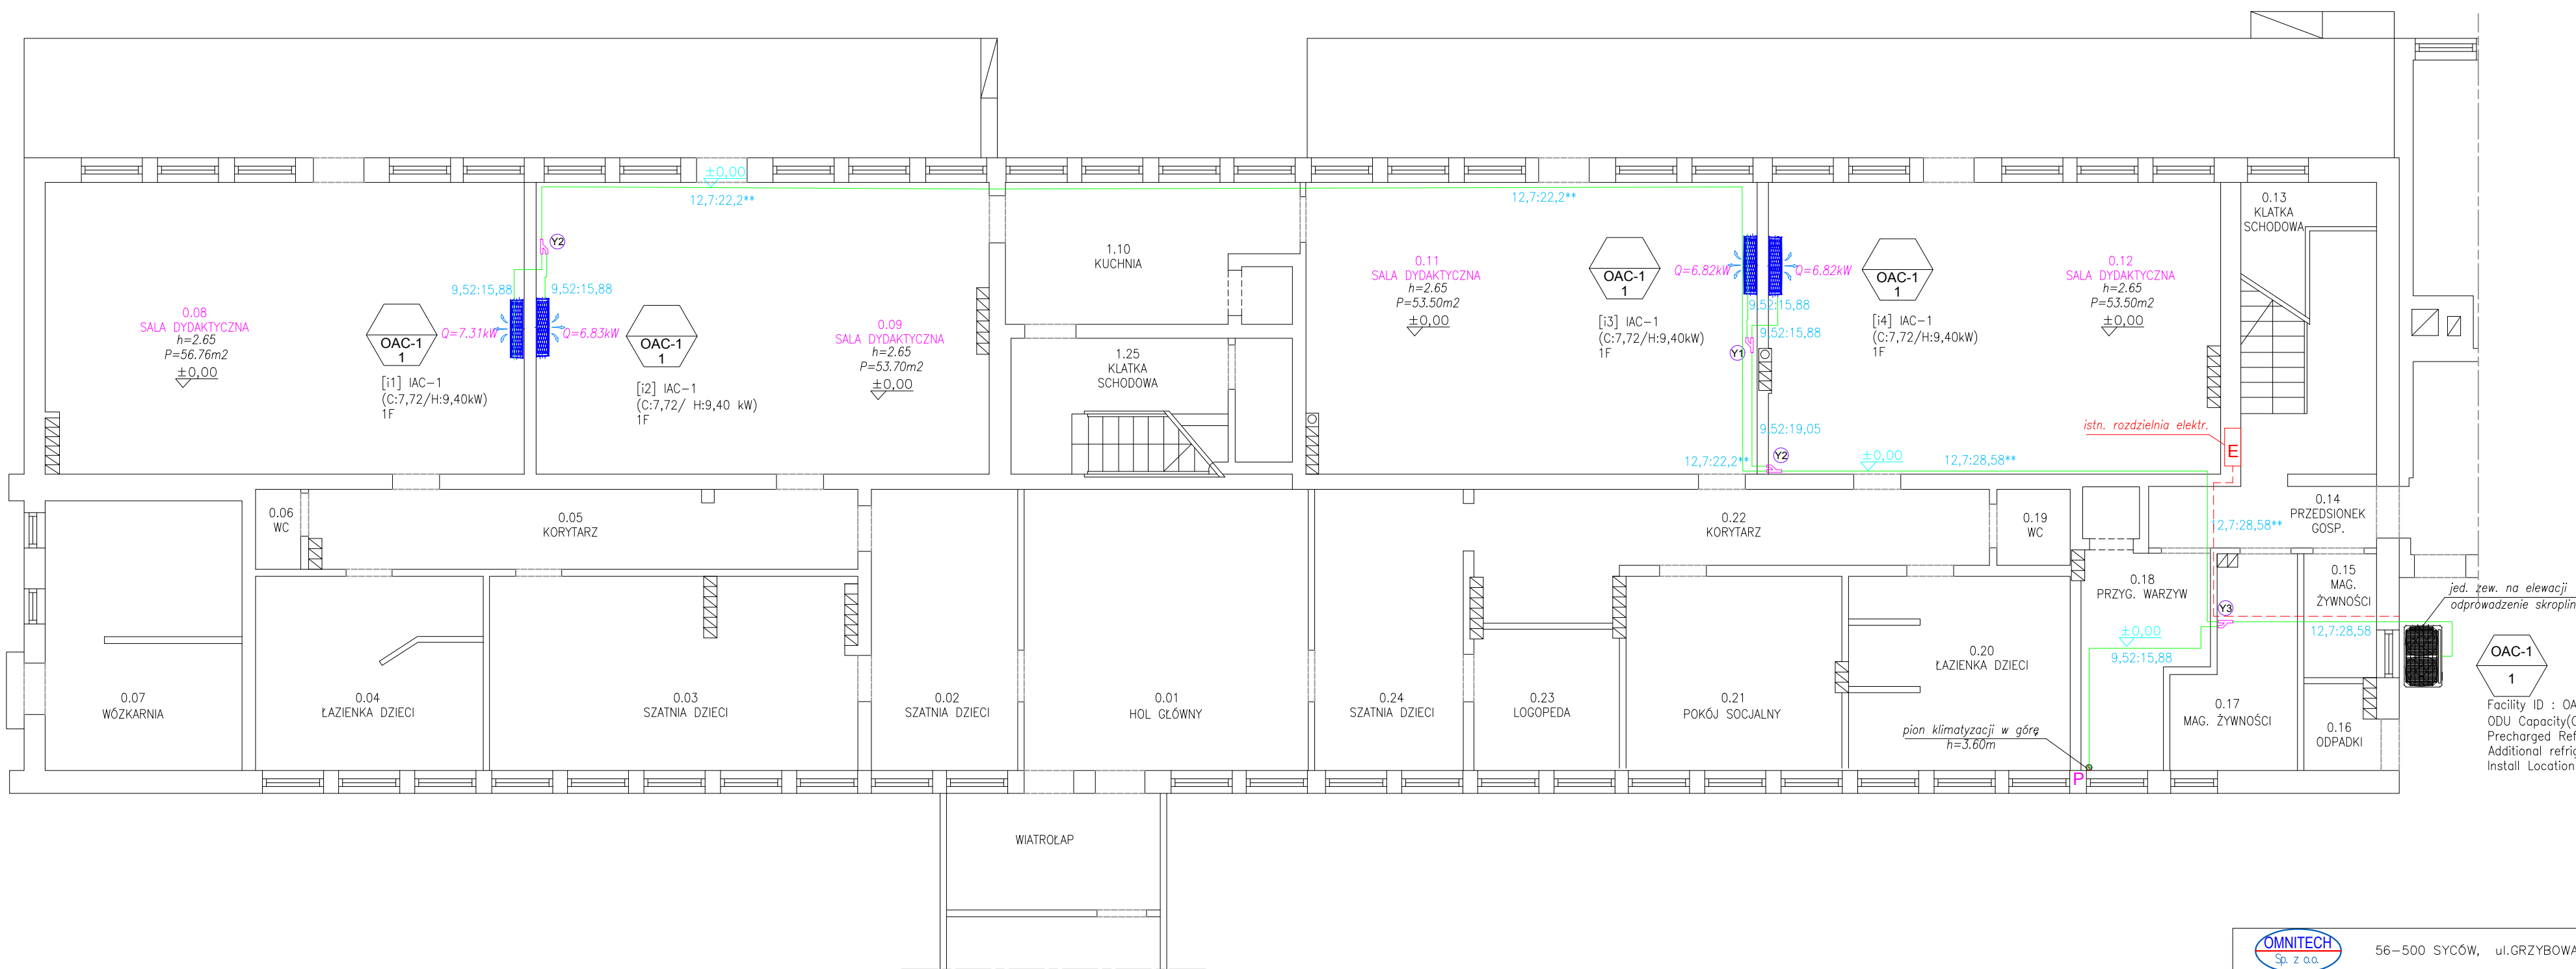 ±0,00
12,7:22,2**
12,7:22,2**
0.13
KLATKA
SCHODOWA
Y2
1.10
KUCHNIA
0.11
SALA DYDAKTYCZNA
h=2.65
P=53.50m2
±0,00
OAC-1
1
Q=6.82kW
Q=6.82kW
OAC-1
1
0.12
SALA DYDAKTYCZNA
h=2.65
P=53.50m2
±0,00
9,52:15,88
9,52:15,88
9,52:15,88
9,52:15,88
[i3] IAC-1
(C:7,72/H:9,40kW)
1F
[i4] IAC-1
(C:7,72/H:9,40kW)
1F
0.08
SALA DYDAKTYCZNA
h=2.65
P=56.76m2
±0,00
OAC-1
1
Q=7.31kW
Q=6.83kW
OAC-1
1
0.09
SALA DYDAKTYCZNA
h=2.65
P=53.70m2
±0,00
Y1
1.25
KLATKA
SCHODOWA
[i1] IAC-1
(C:7,72/H:9,40kW)
1F
[i2] IAC-1
(C:7,72/ H:9,40 kW)
1F
9,52:19,05
istn. rozdzielnia elektr.
E
12,7:22,2**
Y2
±0,00
12,7:28,58**
0.06
WC
0.05
KORYTARZ
0.22
KORYTARZ
0.19
WC
12,7:28,58**
0.14
PRZEDSIONEK
GOSP.
0.18
PRZYG. WARZYW
0.15
MAG.
ŻYWNOŚCI
jed. zew. na elewacji
odprowadzenie skroplin
Y3
±0,00
9,52:15,88
12,7:28,58
0.20
ŁAZIENKA DZIECI
OAC-1
1
0.07
WÓZKARNIA
0.04
ŁAZIENKA DZIECI
0.03
SZATNIA DZIECI
0.02
SZATNIA DZIECI
0.01
HOL GŁÓWNY
0.24
SZATNIA DZIECI
0.23
LOGOPEDA
0.21
POKÓJ SOCJALNY
0.17
MAG. ŻYWNOŚCI
0.16
ODPADKI
pion klimatyzacji w górę
h=3.60m
P
Facility ID : OA
ODU Capacity(C
Precharged Ref
Additional refrig
Install Location
WIATROŁAP
OMNITECH
Sp. z o.o.
56-500 SYCÓW, ul.GRZYBOWA